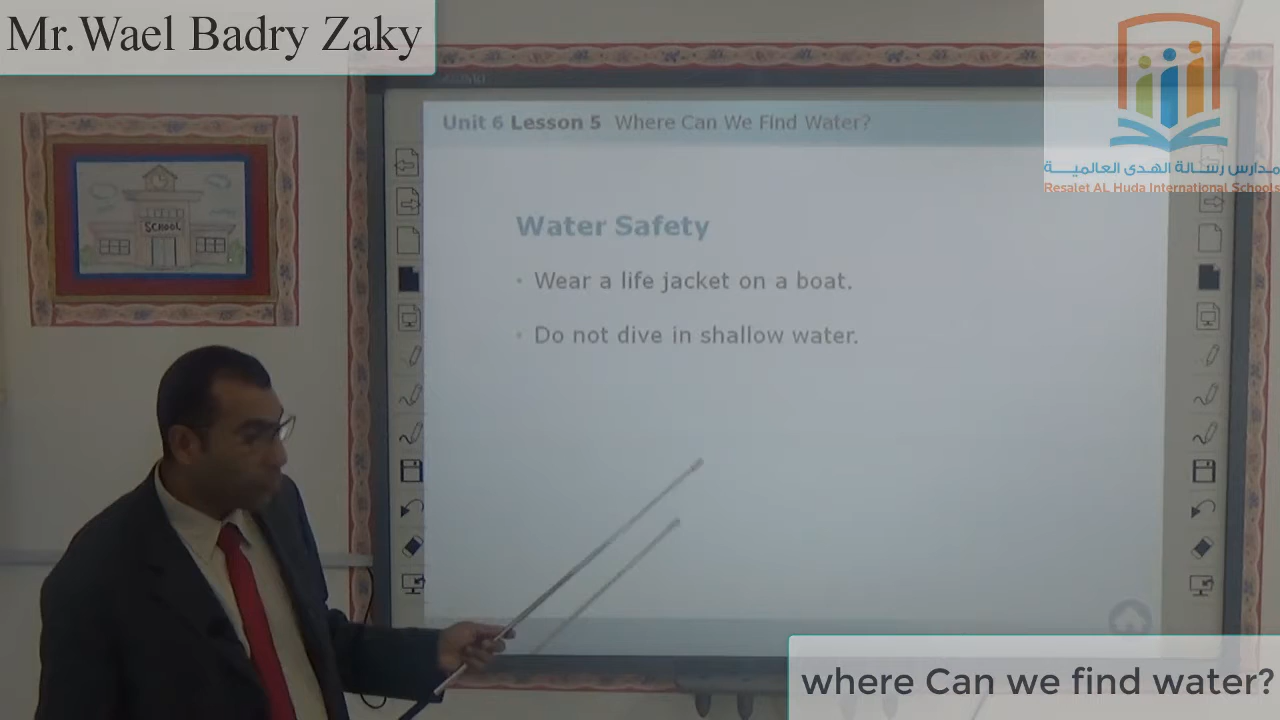 Mr.Wael Badry Zaky
مدارس رسالة الهدى العالمية
Resalet AL Huda International Schools
Unit 6 Lesson 5 Where Can We Find Water?
SCHOOL
Water Safety
• Wear a life jacket on a boat.
• Do not dive in shallow water.
where Can we find water?